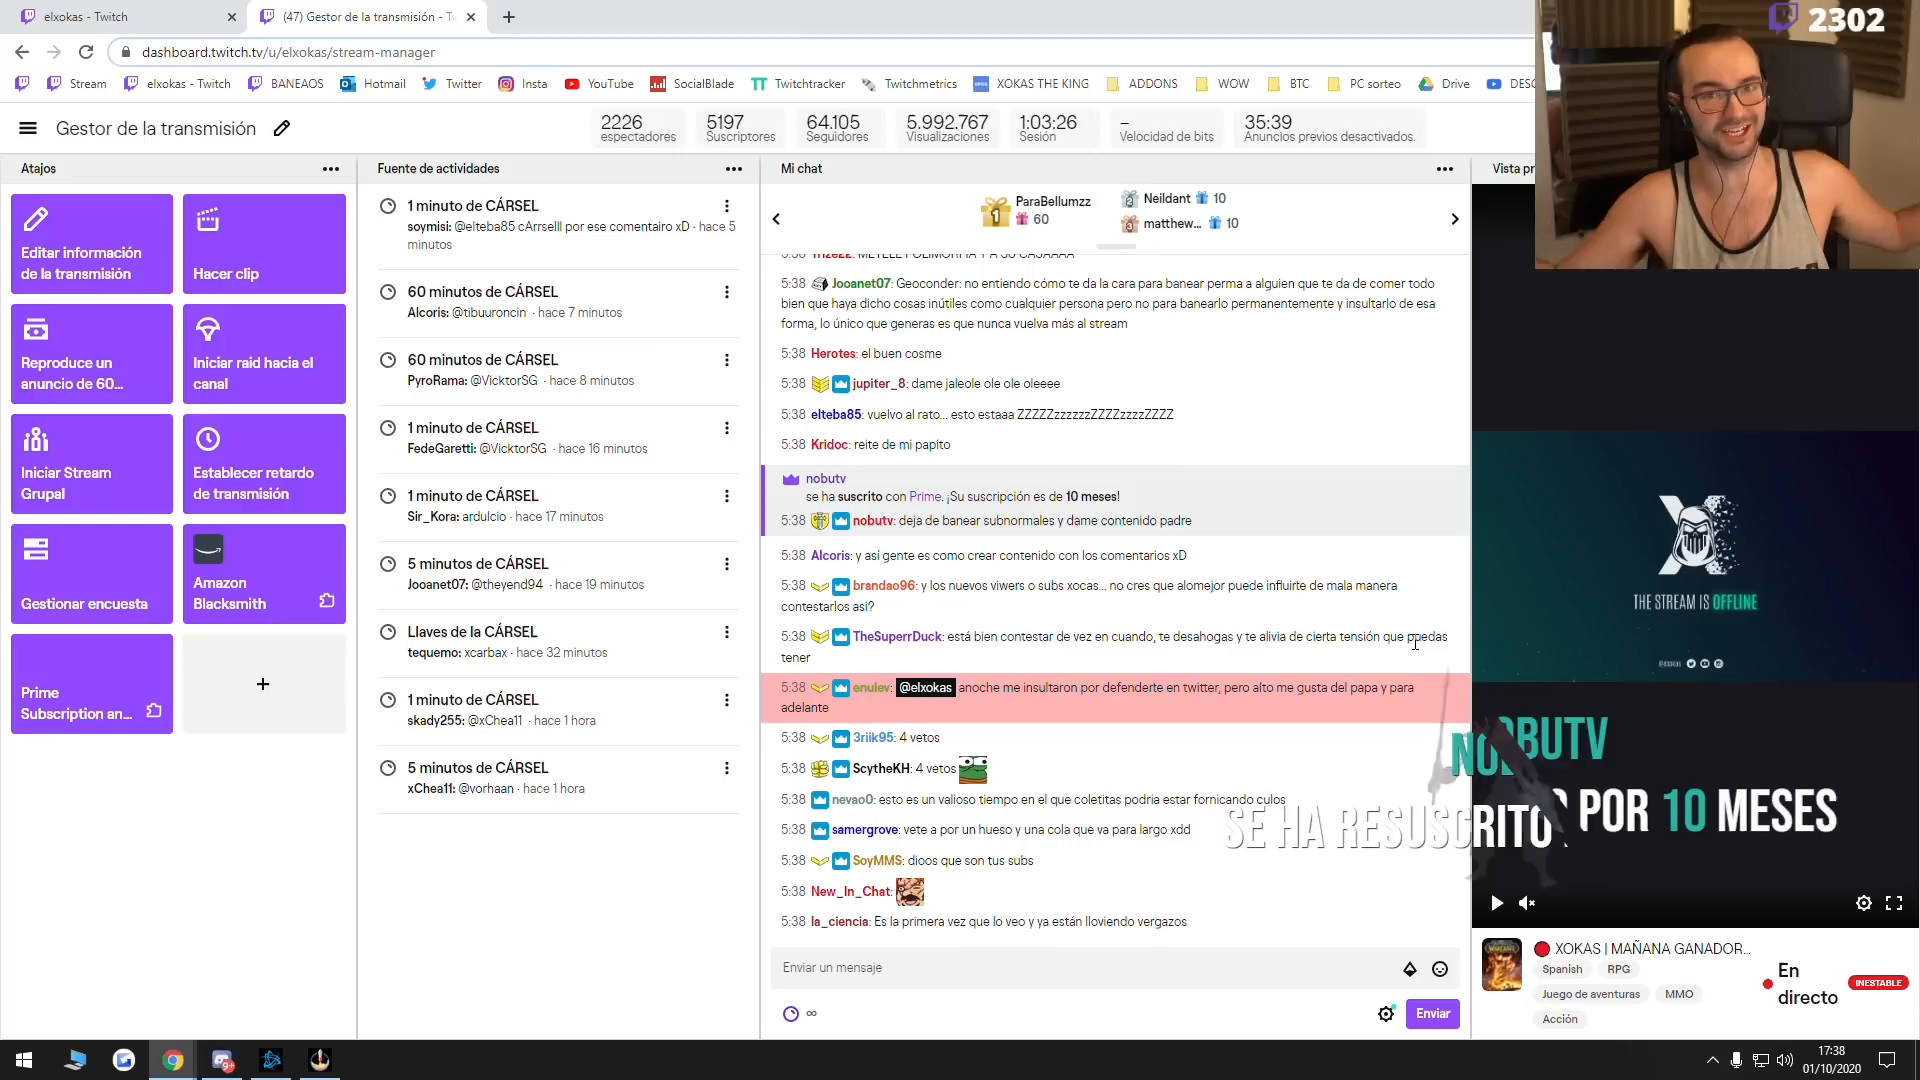 elxokas - Twitch
(47) Gestor de la transmisión - Tw
2302
dashboard.twitch.tv/u/elxokas/stream-manager
Stream
elxokas - Twitch
BANEAOS
Hotmail
Twitter
Insta
YouTube
SocialBlade
Twitchtracker
Twitchmetrics
XOKAS THE KING
ADDONS
WOW
BTC
PC sorteo
Drive
DESC
Gestor de la transmisión
2226
espectadores
5197
Suscriptores
64.105
Seguidores
5.992.767
Visualizaciones
1:03:26
Sesión
–
Velocidad de bits
35:39
Anuncios previos desactivados.
Atajos
Editar información
de la transmisión
Hacer clip
Reproduce un
anuncio de 60...
Iniciar raid hacia el
canal
Iniciar Stream
Grupal
Establecer retardo
de transmisión
Gestionar encuesta
Amazon
Blacksmith
Prime
Subscription an...
Fuente de actividades
1 minuto de CÁRSEL
soymisi: @elteba85 cArrselll por ese comentairo xD · hace 5
minutos
60 minutos de CÁRSEL
Alcoris: @tibuuroncin · hace 7 minutos
60 minutos de CÁRSEL
PyroRama: @VicktorSG · hace 8 minutos
1 minuto de CÁRSEL
FedeGaretti: @VicktorSG · hace 16 minutos
1 minuto de CÁRSEL
Sir_Kora: ardulcio · hace 17 minutos
5 minutos de CÁRSEL
Jooanet07: @theyend94 · hace 19 minutos
Llaves de la CÁRSEL
tequemo: xcarbax · hace 32 minutos
1 minuto de CÁRSEL
skady255: @xChea11 · hace 1 hora
5 minutos de CÁRSEL
xChea11: @vorhaan · hace 1 hora
Mi chat
1
ParaBellumzz
60
2
Neildant 10
3
matthew... 10
5:38 Jooanet07: Geoconder: no entiendo cómo te da la cara para banear perma a alguien que te da de comer todo
bien que haya dicho cosas inútiles como cualquier persona pero no para banearlo permanentemente y insultarlo de esa
forma, lo único que generas es que nunca vuelva más al stream
5:38 Herotes: el buen cosme
5:38 jupiter_8: dame jaleole ole ole oleeee
5:38 elteba85: vuelvo al rato... esto estaaa ZZZZZzzzzzzZZZZzzzzZZZZ
5:38 Kridoc: reite de mi papito
nobutv
se ha suscrito con Prime. ¡Su suscripción es de 10 meses!
5:38 nobutv: deja de banear subnormales y dame contenido padre
5:38 Alcoris: y así gente es como crear contenido con los comentarios xD
5:38 brandao96: y los nuevos viwers o subs xocas... no cres que alomejor puede influirte de mala manera
contestarlos asi?
5:38 TheSuperrDuck: está bien contestar de vez en cuando, te desahogas y te alivia de cierta tensión que puedas
tener
5:38 enulev: @elxokas anoche me insultaron por defenderte en twitter, pero alto me gusta del papa y para
adelante
5:38 3riik95: 4 vetos
5:38 ScytheKH: 4 vetos
5:38 nevao0: esto es un valioso tiempo en el que coletitas podria estar fornicando culos
5:38 samergrove: vete a por un hueso y una cola que va para largo xdd
5:38 SoyMMS: dioos que son tus subs
5:38 New_In_Chat:
5:38 la_ciencia: Es la primera vez que lo veo y ya están lloviendo vergazos
Enviar un mensaje
∞
Enviar
Vista pr
THE STREAM IS OFFLINE
NOBUTV
SE HA RESUSCRITO POR 10 MESES
XOKAS | MAÑANA GANADOR...
Spanish
RPG
Juego de aventuras
MMO
Acción
En
directo
INESTABLE
9+
17:38
01/10/2020